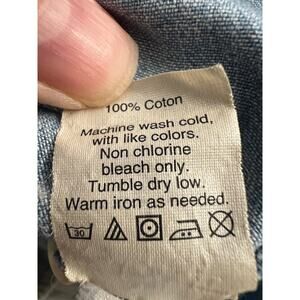 100% Coton
Machine wash cold,
with like colors.
Non chlorine
bleach only.
Tumble dry low.
Warm iron as needed.
30